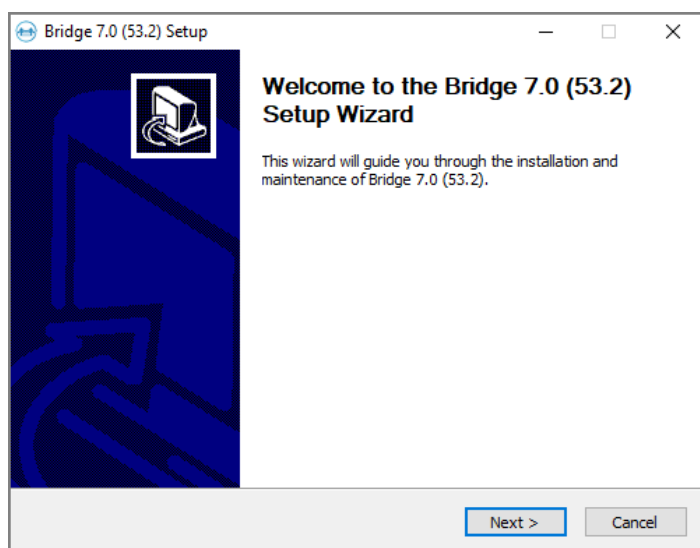 Bridge 7.0 (53.2) Setup
Welcome to the Bridge 7.0 (53.2)
Setup Wizard
This wizard will guide you through the installation and
maintenance of Bridge 7.0 (53.2).
Next >
Cancel